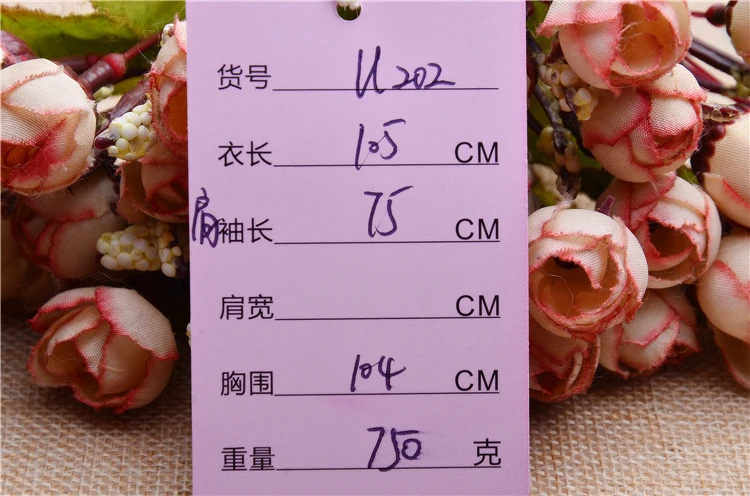 货号 U202
衣长 105 CM
肩袖长 75 CM
肩宽 CM
胸围 104 CM
重量 750 克